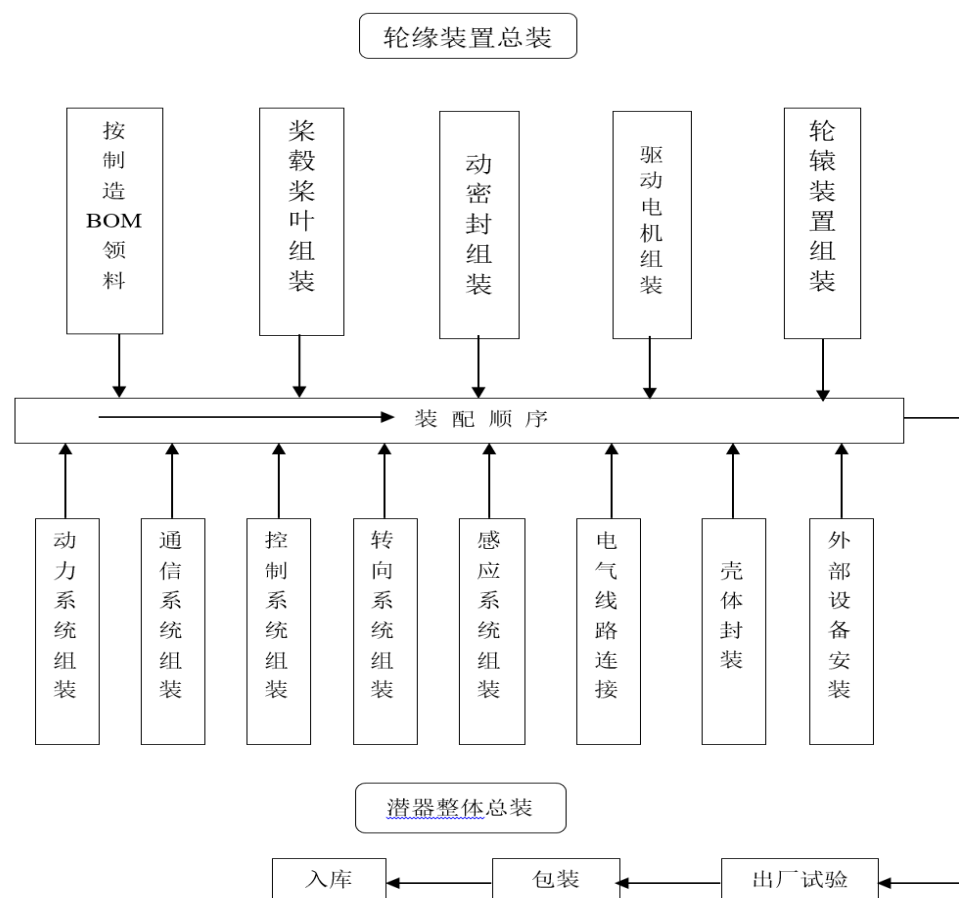 轮缘装置总装
按制造BOM领料
桨毂桨叶组装
动密封组装
驱动电机组装
轮辕装置组装
装配顺序
动力系统组装
通信系统组装
控制系统组装
转向系统组装
感应系统组装
电气线路连接
壳体封装
外部设备安装
潜器整体总装
入库
包装
出厂试验